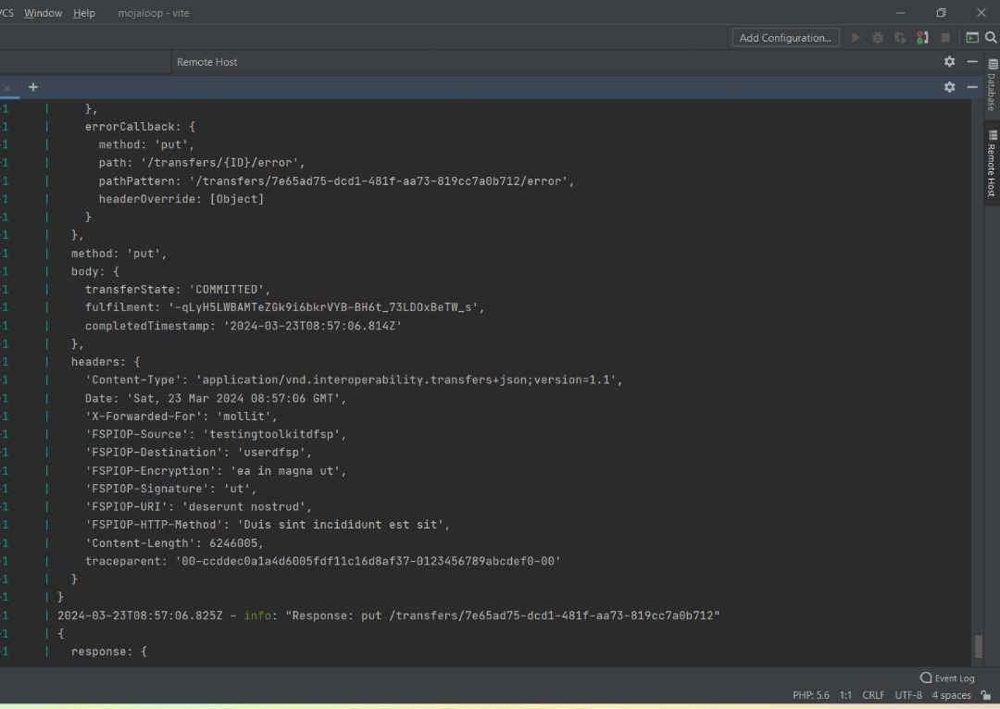 VCS Window Help mojaloop - vite
Add Configuration...
Remote Host
-1 | },
-1 | errorCallback: {
-1 | method: 'put',
-1 | path: '/transfers/{ID}/error',
-1 | pathPattern: '/transfers/7e65ad75-dcd1-481f-aa73-819cc7a0b712/error',
-1 | headerOverride: [Object]
-1 | }
-1 | },
-1 | method: 'put',
-1 | body: {
-1 | transferState: 'COMMITTED',
-1 | fulfilment: '-qLyH5LWBAMTeZGk9i6bkrVYB-BH6t_73LDOxBeTW_s',
-1 | completedTimestamp: '2024-03-23T08:57:06.814Z'
-1 | },
-1 | headers: {
-1 | 'Content-Type': 'application/vnd.interoperability.transfers+json;version=1.1',
-1 | Date: 'Sat, 23 Mar 2024 08:57:06 GMT',
-1 | 'X-Forwarded-For': 'mollit',
-1 | 'FSPIOP-Source': 'testingtoolkitdfsp',
-1 | 'FSPIOP-Destination': 'userdfsp',
-1 | 'FSPIOP-Encryption': 'ea in magna ut',
-1 | 'FSPIOP-Signature': 'ut',
-1 | 'FSPIOP-URI': 'deserunt nostrud',
-1 | 'FSPIOP-HTTP-Method': 'Duis sint incididunt est sit',
-1 | 'Content-Length': 6246005,
-1 | traceparent: '00-ccddec0a1a4d6005fdf11c16d8af37-0123456789abcdef0-00'
-1 | }
-1 | }
-1 | 2024-03-23T08:57:06.825Z - info: "Response: put /transfers/7e65ad75-dcd1-481f-aa73-819cc7a0b712"
-1 | {
-1 | response: {
Database
Remote Host
Event Log
PHP: 5.6 1:1 CRLF UTF-8 4 spaces